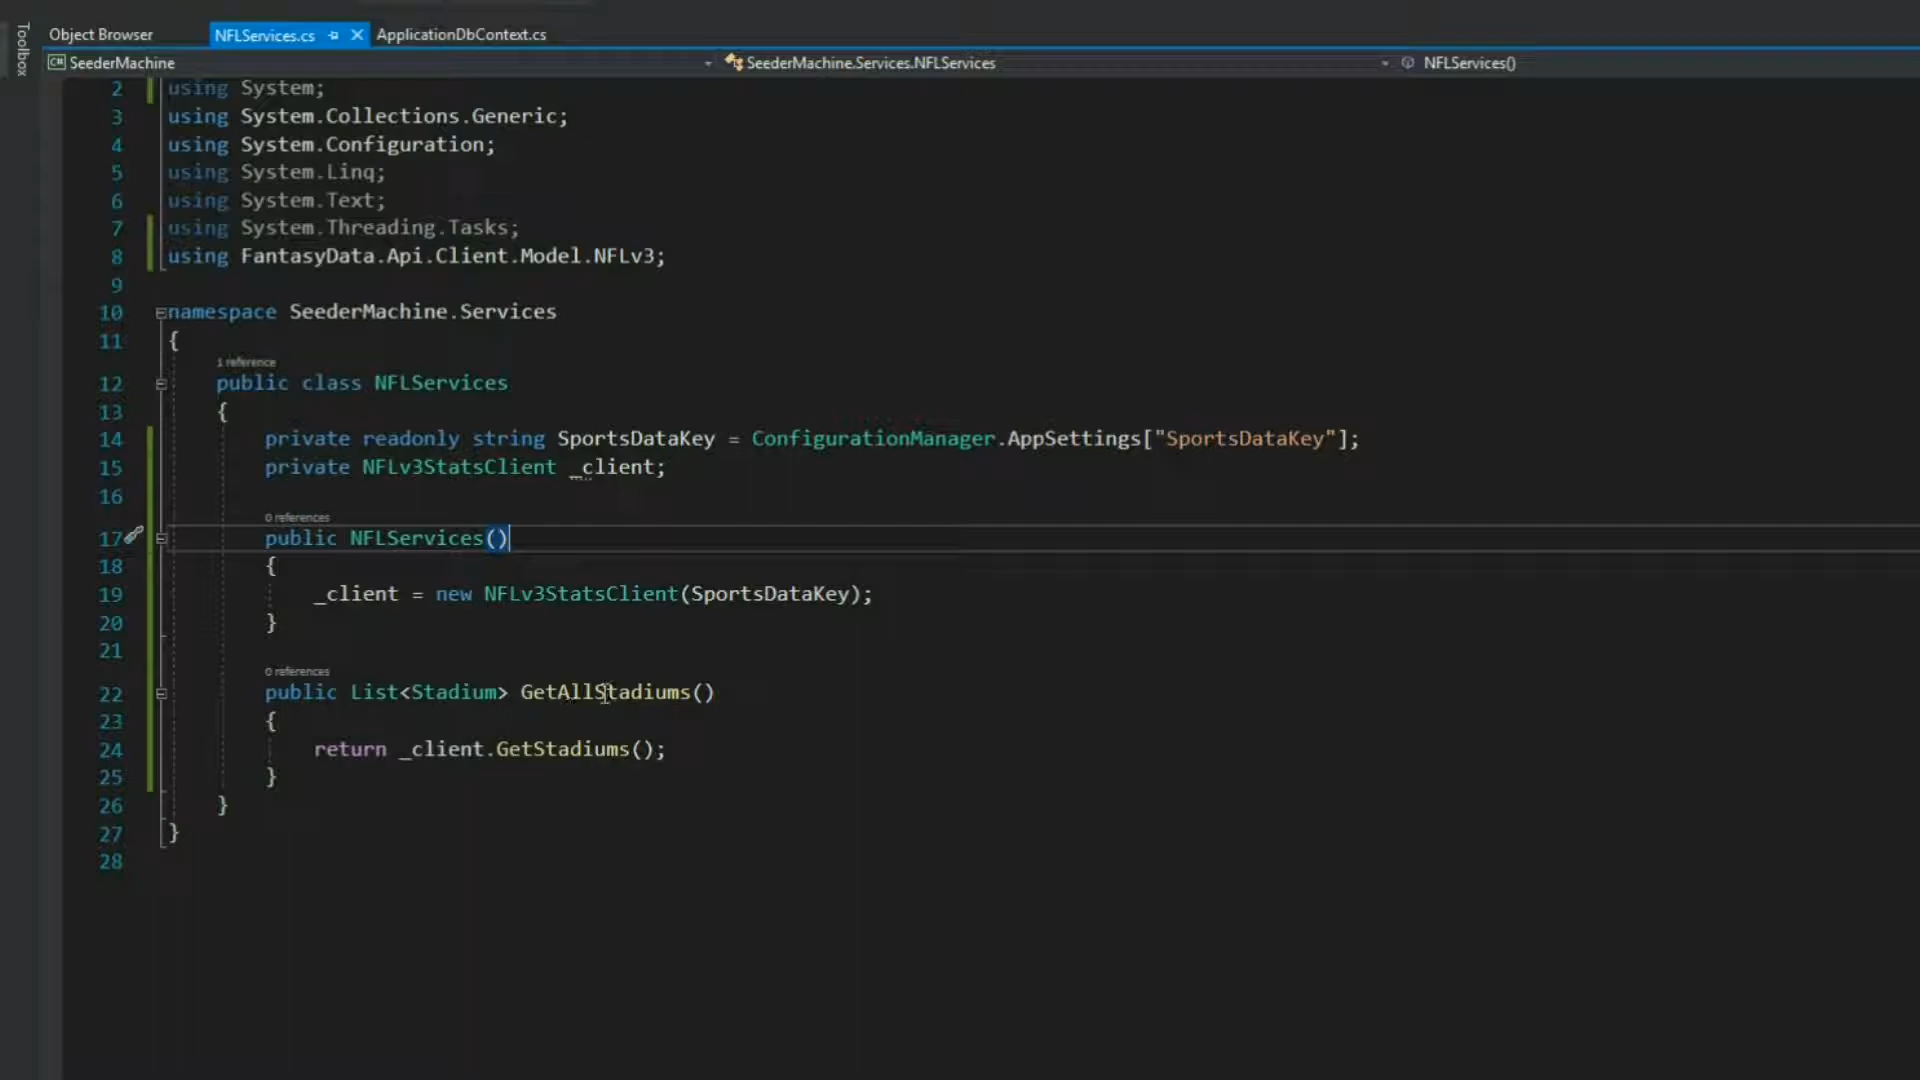 Toolbox
Object Browser NFLServices.cs ApplicationDbContext.cs
C# SeederMachine SeederMachine.Services.NFLServices NFLServices()
2 using System;
3 using System.Collections.Generic;
4 using System.Configuration;
5 using System.Linq;
6 using System.Text;
7 using System.Threading.Tasks;
8 using FantasyData.Api.Client.Model.NFLv3;
9
10 namespace SeederMachine.Services
11 {
1 reference
12 public class NFLServices
13 {
14 private readonly string SportsDataKey = ConfigurationManager.AppSettings["SportsDataKey"];
15 private NFLv3StatsClient _client;
16
0 references
17 public NFLServices()
18 {
19 _client = new NFLv3StatsClient(SportsDataKey);
20 }
21
0 references
22 public List<Stadium> GetAllStadiums()
23 {
24 return _client.GetStadiums();
25 }
26 }
27 }
28